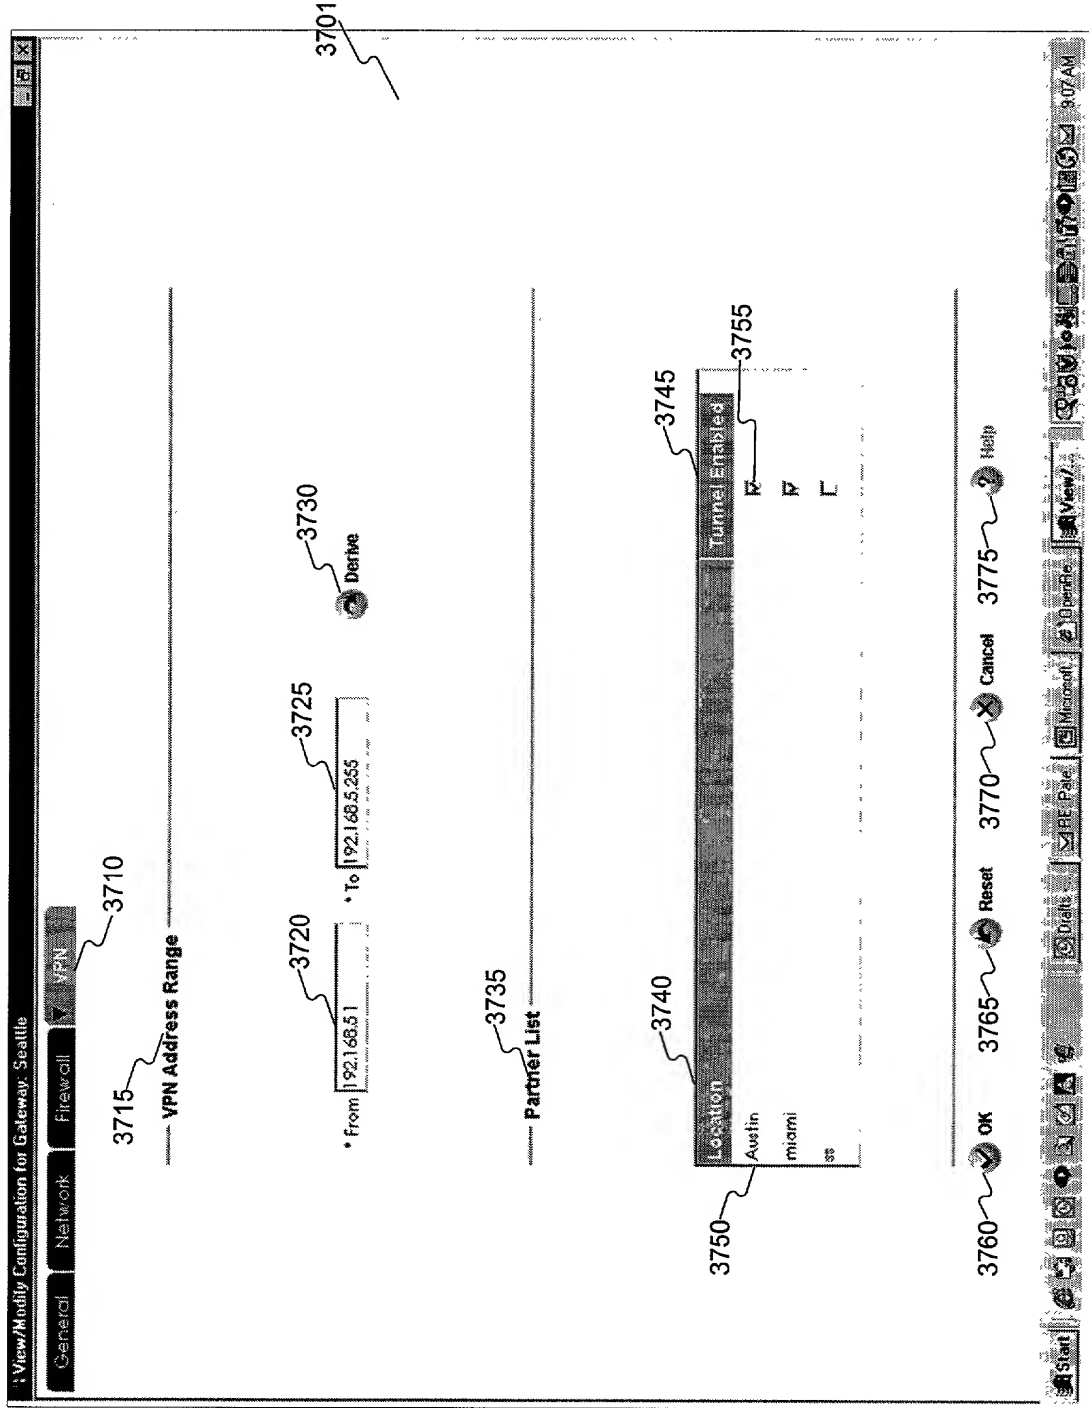 View/Modify Configuration for Gateway: Seattle
General Network Firewall VPN
3710
3701
3715
VPN Address Range
3720
3725
3730
* From 192.168.5.1
* To 192.168.5.255
Derive
3735
Partner List
3740
3745
Location
Tunnel Enabled
3750
3755
Austin
miami
ss
3760 OK
3765 Reset
3770 Cancel
3775 ? Help
Start
Drafts -
RE: Pate
Microsoft
OpenRe
View/...
9:07 AM